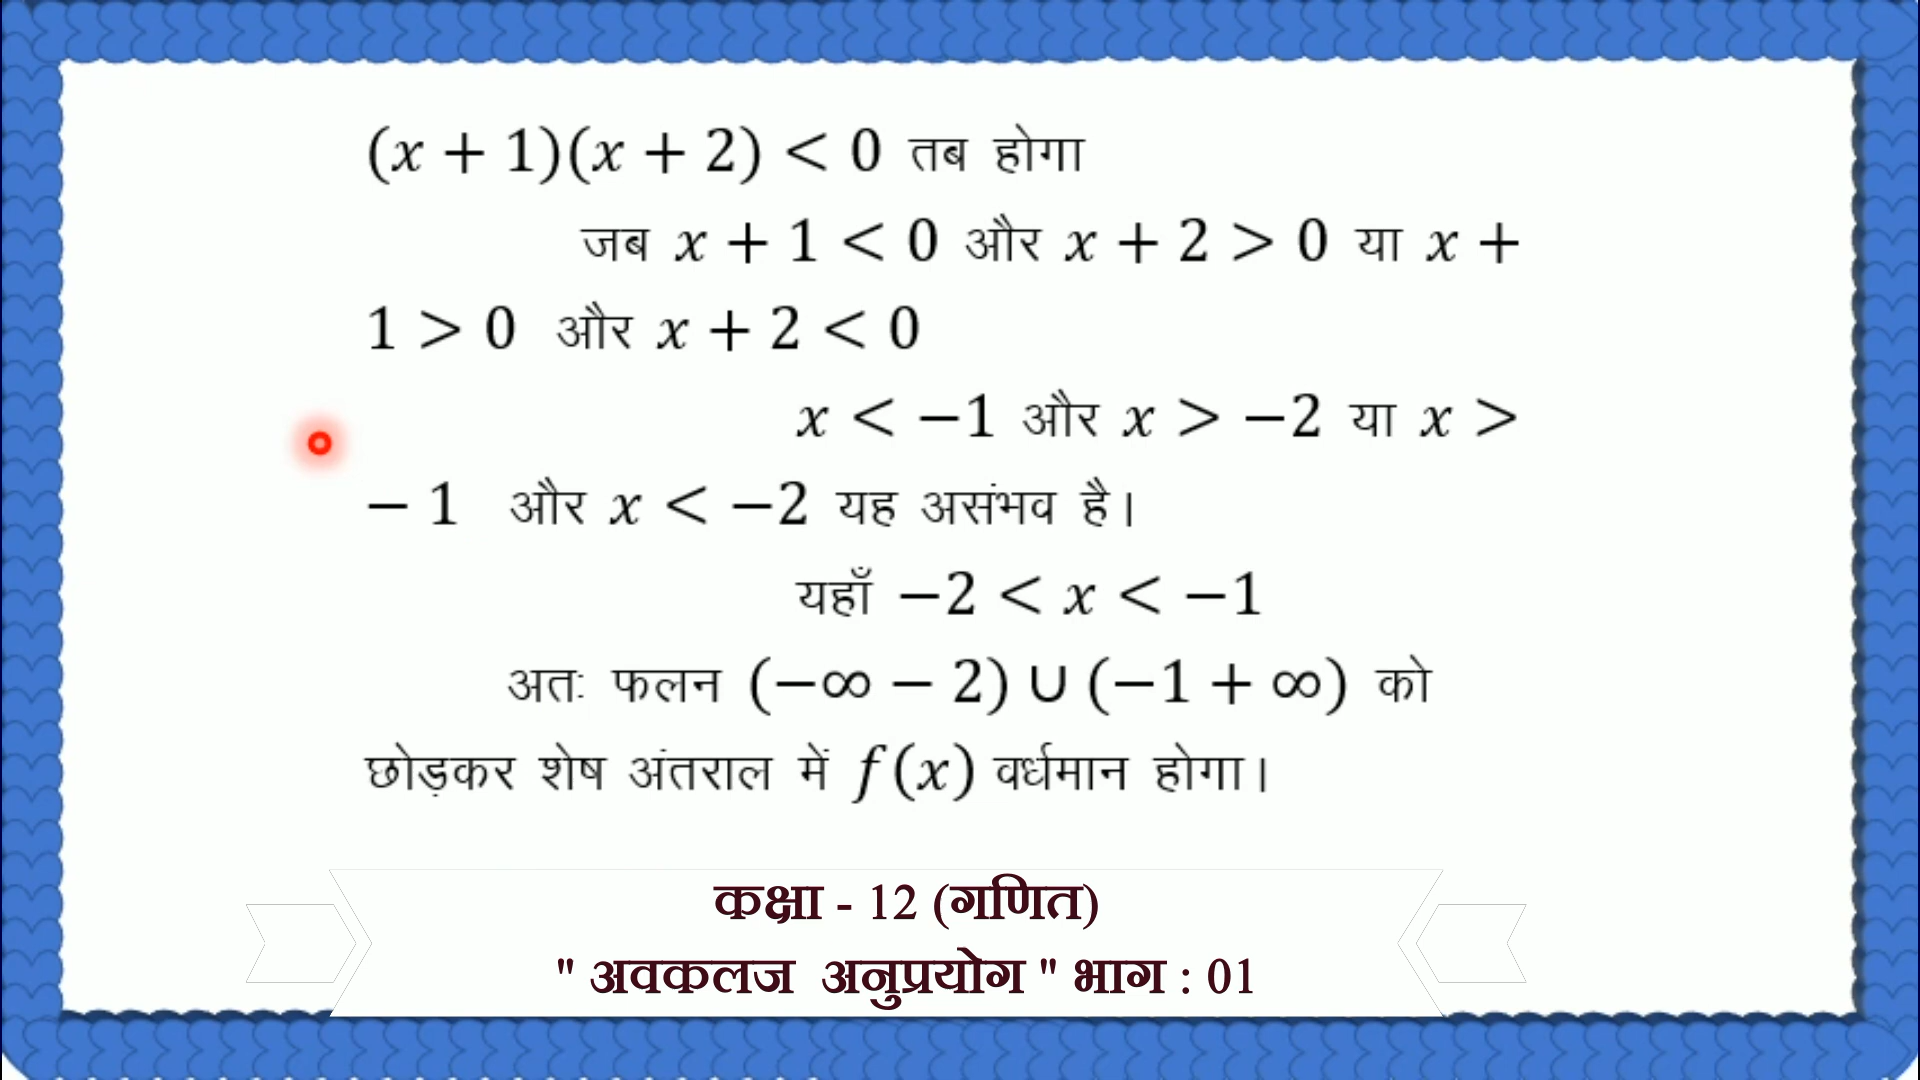 (x + 1)(x + 2) < 0 तब होगा
जब x + 1 < 0 और x + 2 > 0 या x +
1 > 0 और x + 2 < 0
x < −1 और x > −2 या x >
− 1 और x < −2 यह असंभव है।
यहाँ −2 < x < −1
अतः फलन (−∞ − 2) ∪ (−1 + ∞) को
छोड़कर शेष अंतराल में f(x) वर्धमान होगा।
कक्षा - 12 (गणित)
" अवकलज अनुप्रयोग " भाग : 01